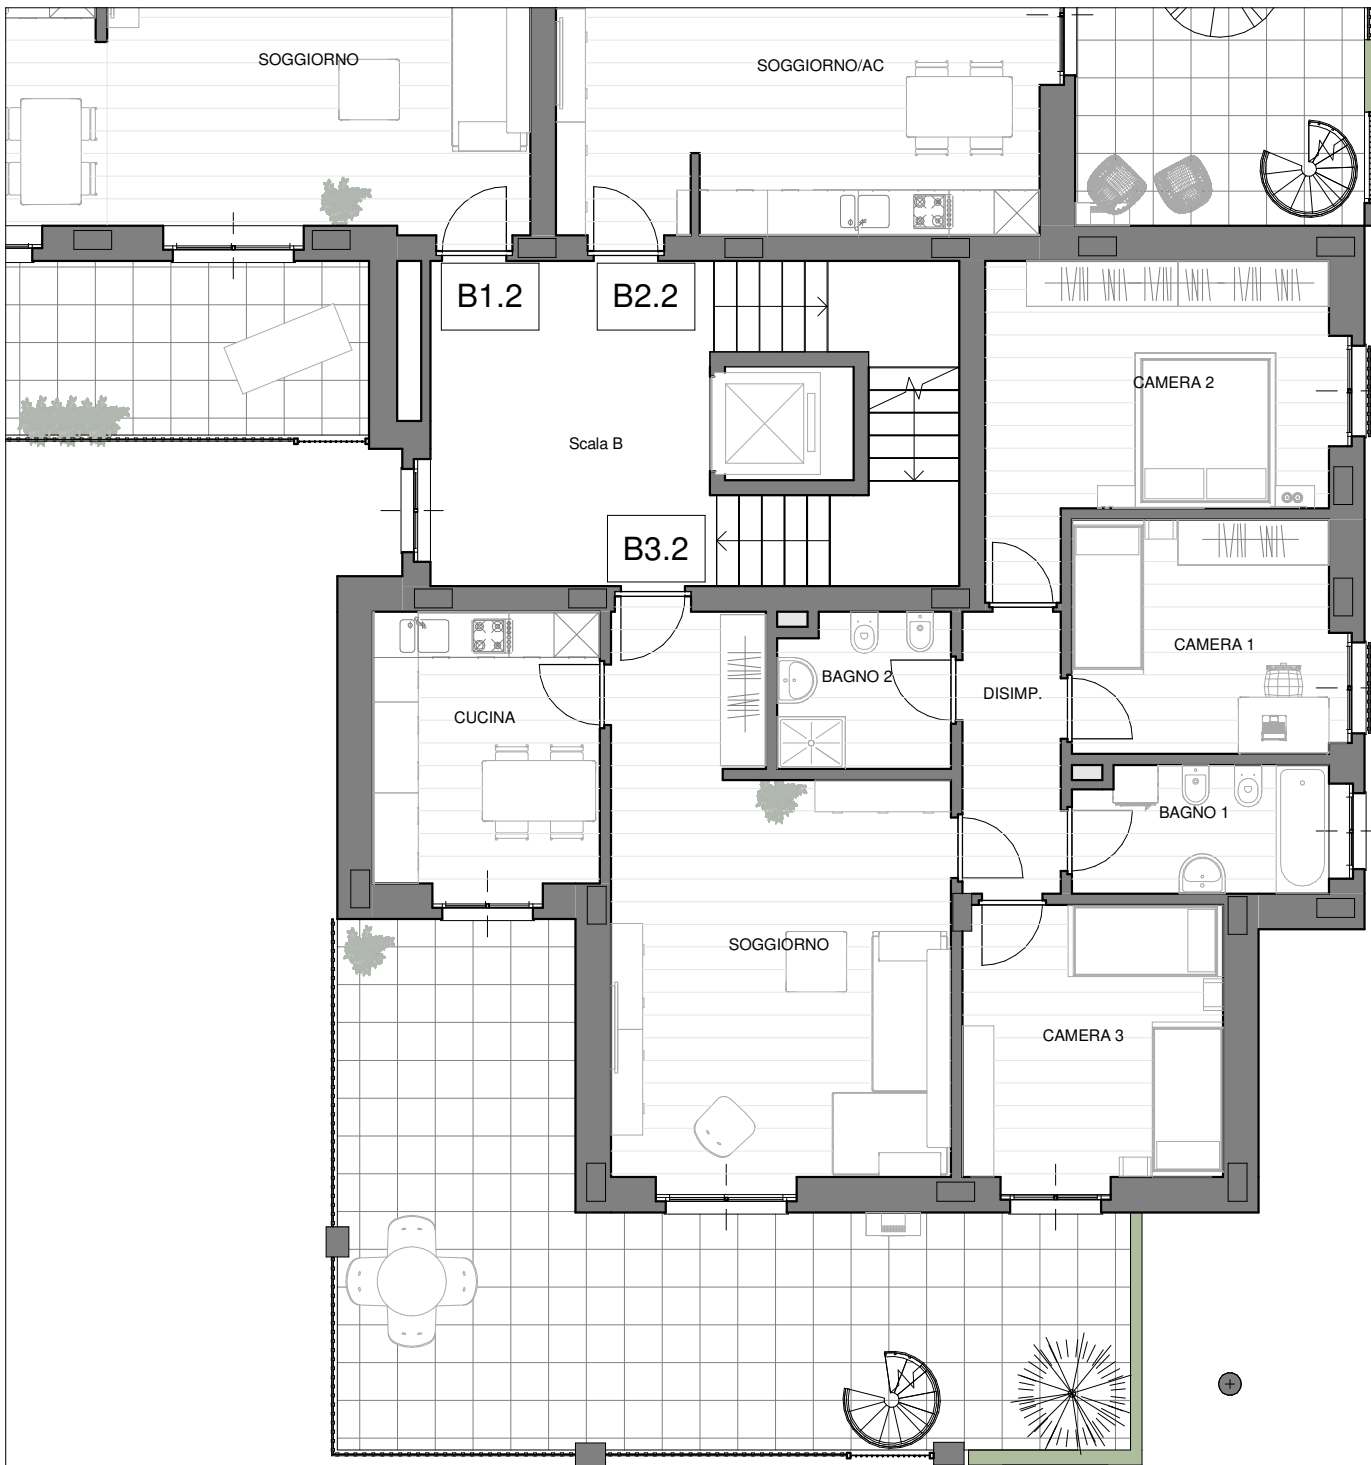 SOGGIORNO
SOGGIORNO/AC
B1.2
B2.2
CAMERA 2
Scala B
B3.2
CAMERA 1
BAGNO 2
DISIMP.
CUCINA
BAGNO 1
SOGGIORNO
CAMERA 3